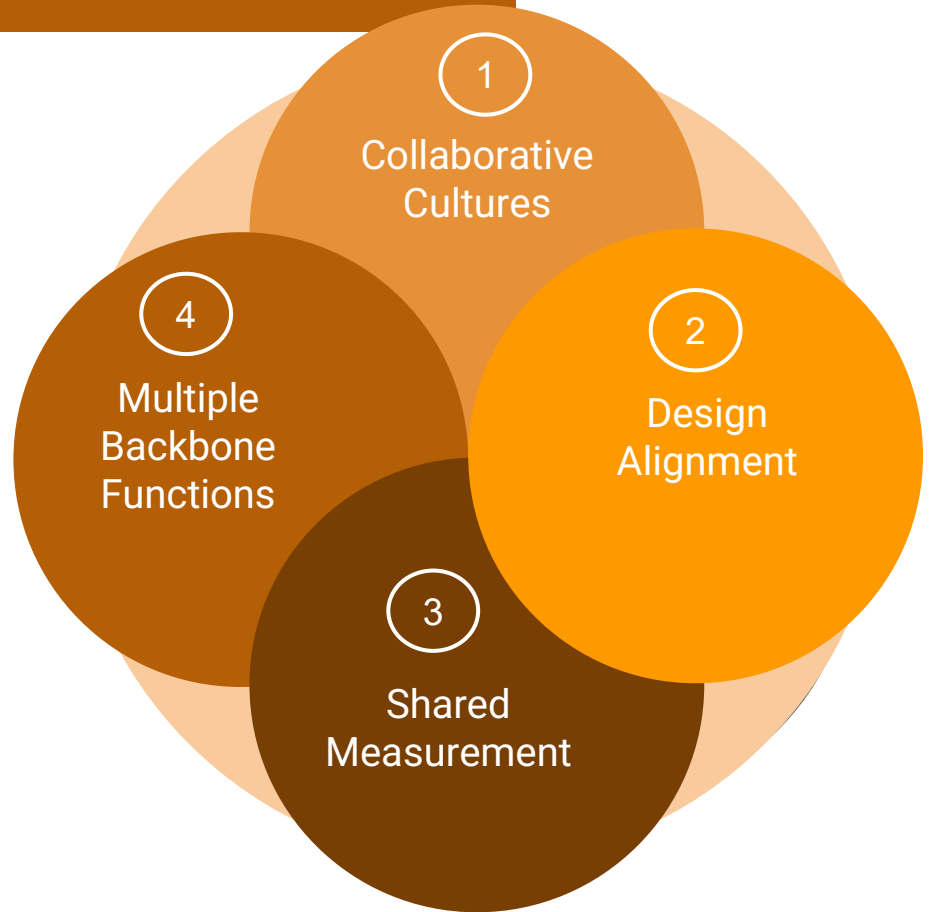 1
Collaborative
Cultures
2
Design
Alignment
3
Shared
Measurement
4
Multiple
Backbone
Functions